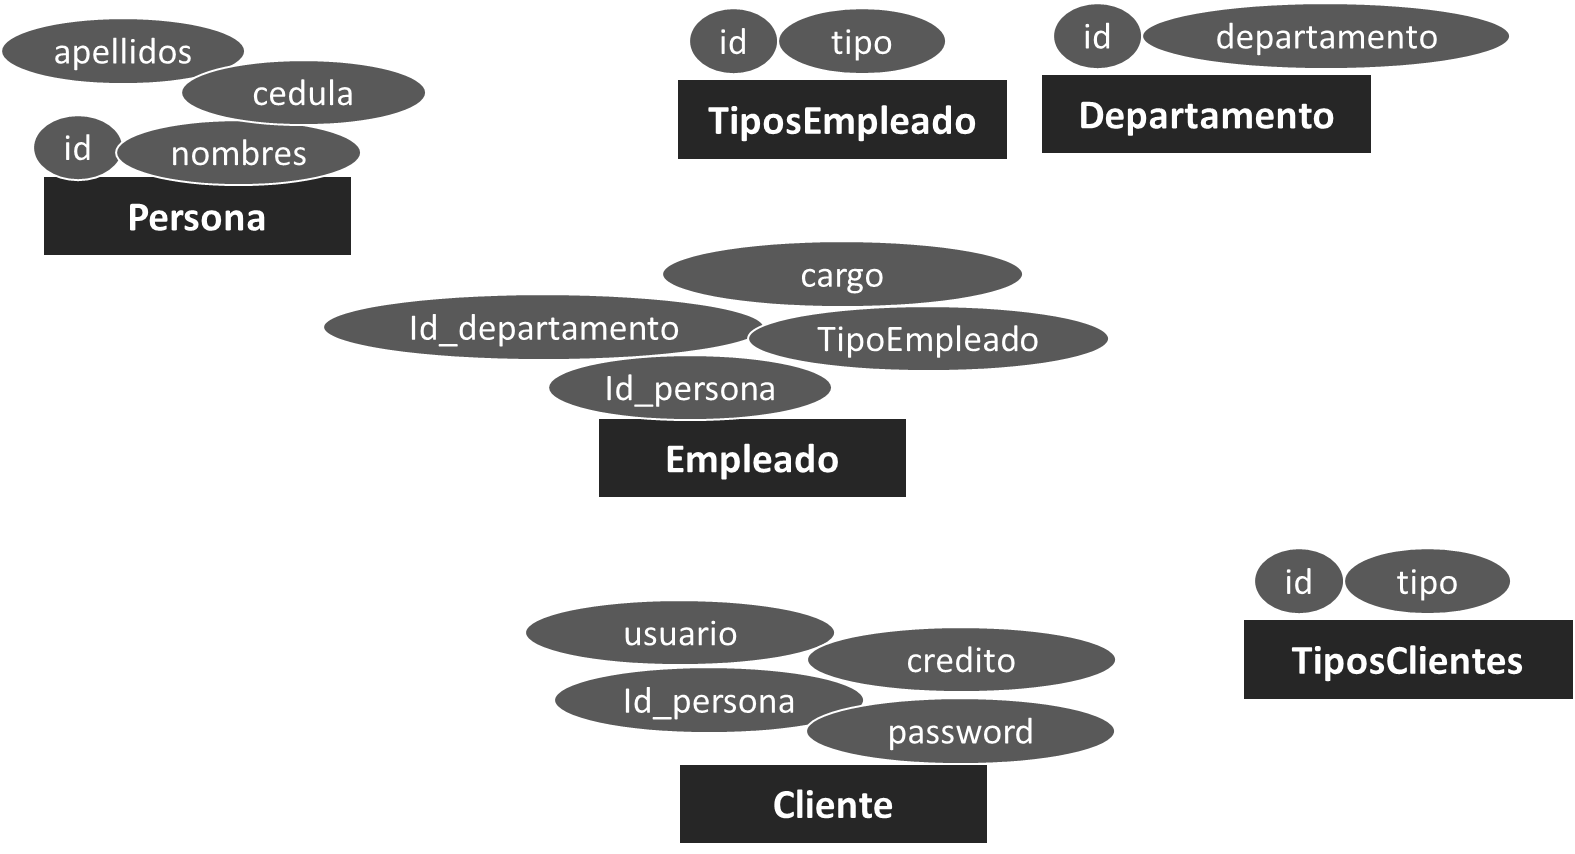 apellidos
cedula
id
nombres
Persona
id
tipo
TiposEmpleado
id
departamento
Departamento
cargo
Id_departamento
TipoEmpleado
Id_persona
Empleado
usuario
credito
Id_persona
password
Cliente
id
tipo
TiposClientes